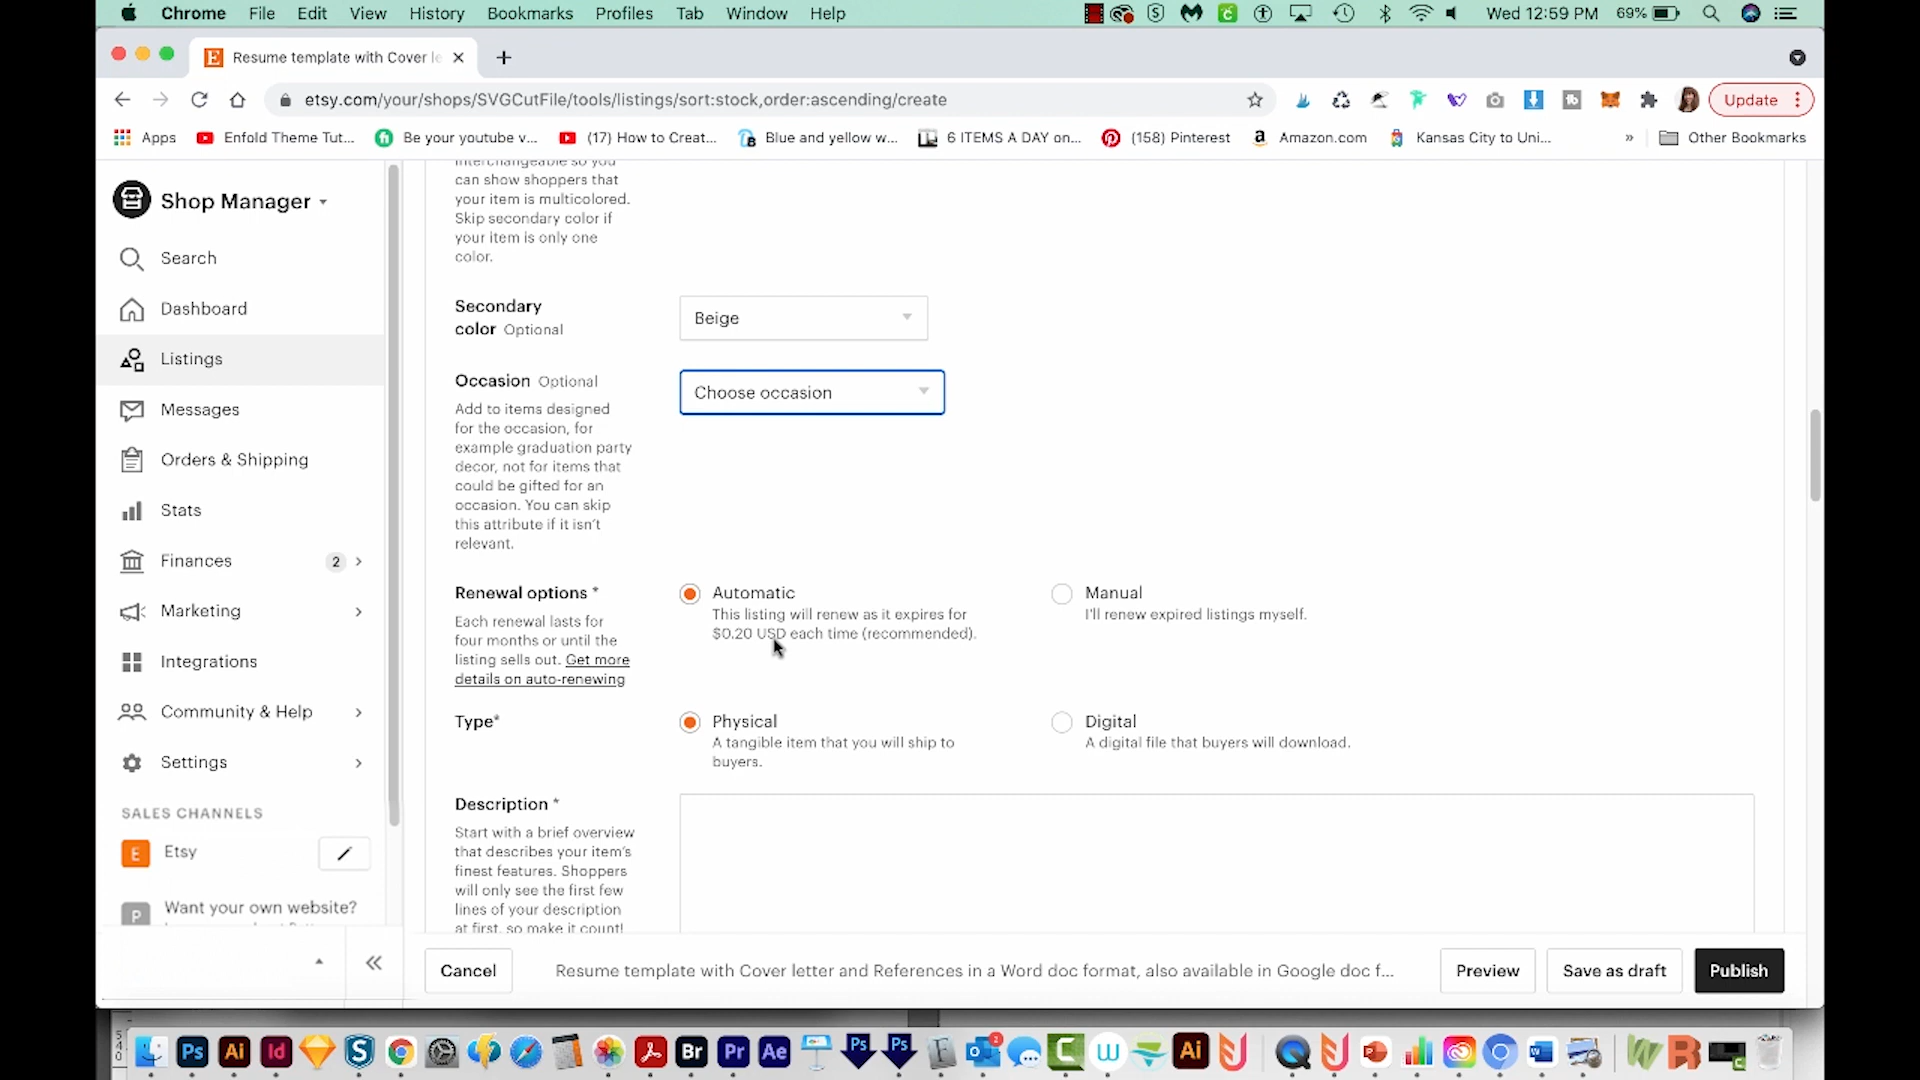 Chrome File Edit View History Bookmarks Profiles Tab Window Help Wed 12:59 PM 69%
Resume template with Cover le
etsy.com/your/shops/SVGCutFile/tools/listings/sort:stock,order:ascending/create
Update
Apps Enfold Theme Tut... Be your youtube v... (17) How to Creat... Blue and yellow w... 6 ITEMS A DAY on... (158) Pinterest Amazon.com Kansas City to Uni... » Other Bookmarks
Shop Manager
Search
Dashboard
Listings
Messages
Orders & Shipping
Stats
Finances 2
Marketing
Integrations
Community & Help
Settings
SALES CHANNELS
E Etsy
P Want your own website?
interchangeable so you
can show shoppers that
your item is multicolored.
Skip secondary color if
your item is only one
color.
Secondary
color Optional
Beige
Occasion Optional
Choose occasion
Add to items designed
for the occasion, for
example graduation party
decor, not for items that
could be gifted for an
occasion. You can skip
this attribute if it isn't
relevant.
Renewal options *
Each renewal lasts for
four months or until the
listing sells out. Get more
details on auto-renewing
Automatic
This listing will renew as it expires for
$0.20 USD each time (recommended).
Manual
I'll renew expired listings myself.
Type*
Physical
A tangible item that you will ship to
buyers.
Digital
A digital file that buyers will download.
Description *
Start with a brief overview
that describes your item's
finest features. Shoppers
will only see the first few
lines of your description
at first, so make it count!
Cancel
Resume template with Cover letter and References in a Word doc format, also available in Google doc f...
Preview
Save as draft
Publish
Ps Ai Id S Br Pr Ae Ps Ps Ai